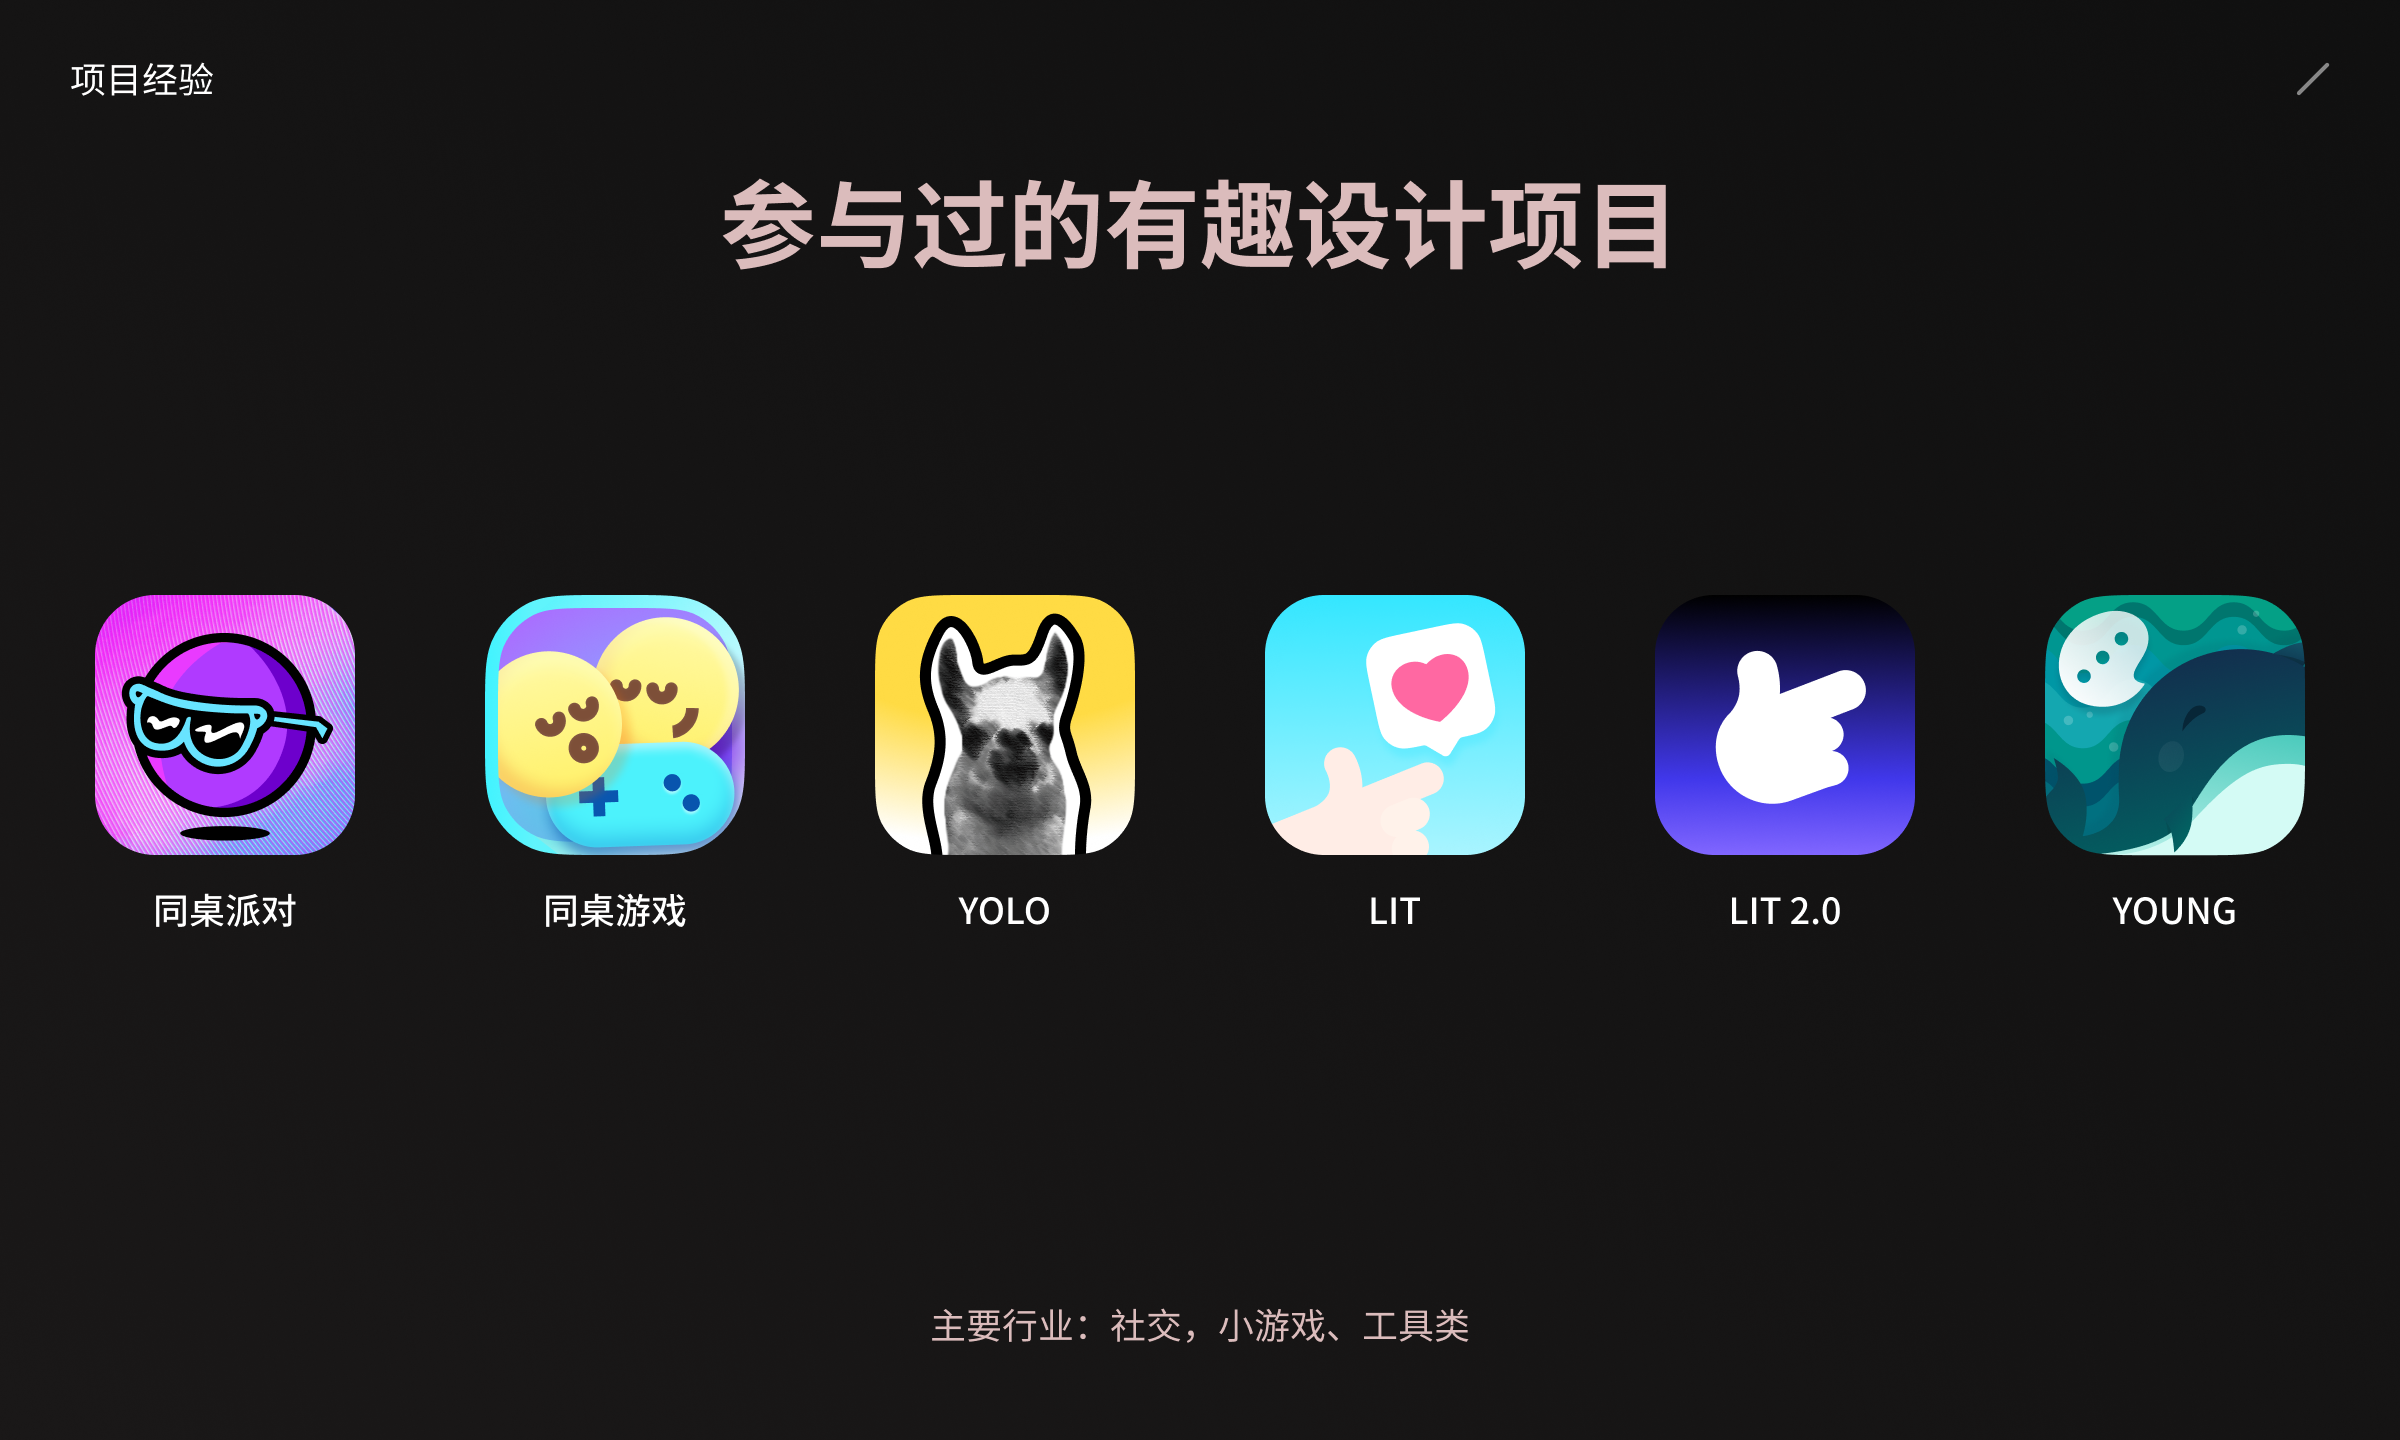 项目经验
参与过的有趣设计项目
同桌派对
同桌游戏
YOLO
LIT
LIT 2.0
YOUNG
主要行业：社交，小游戏、工具类